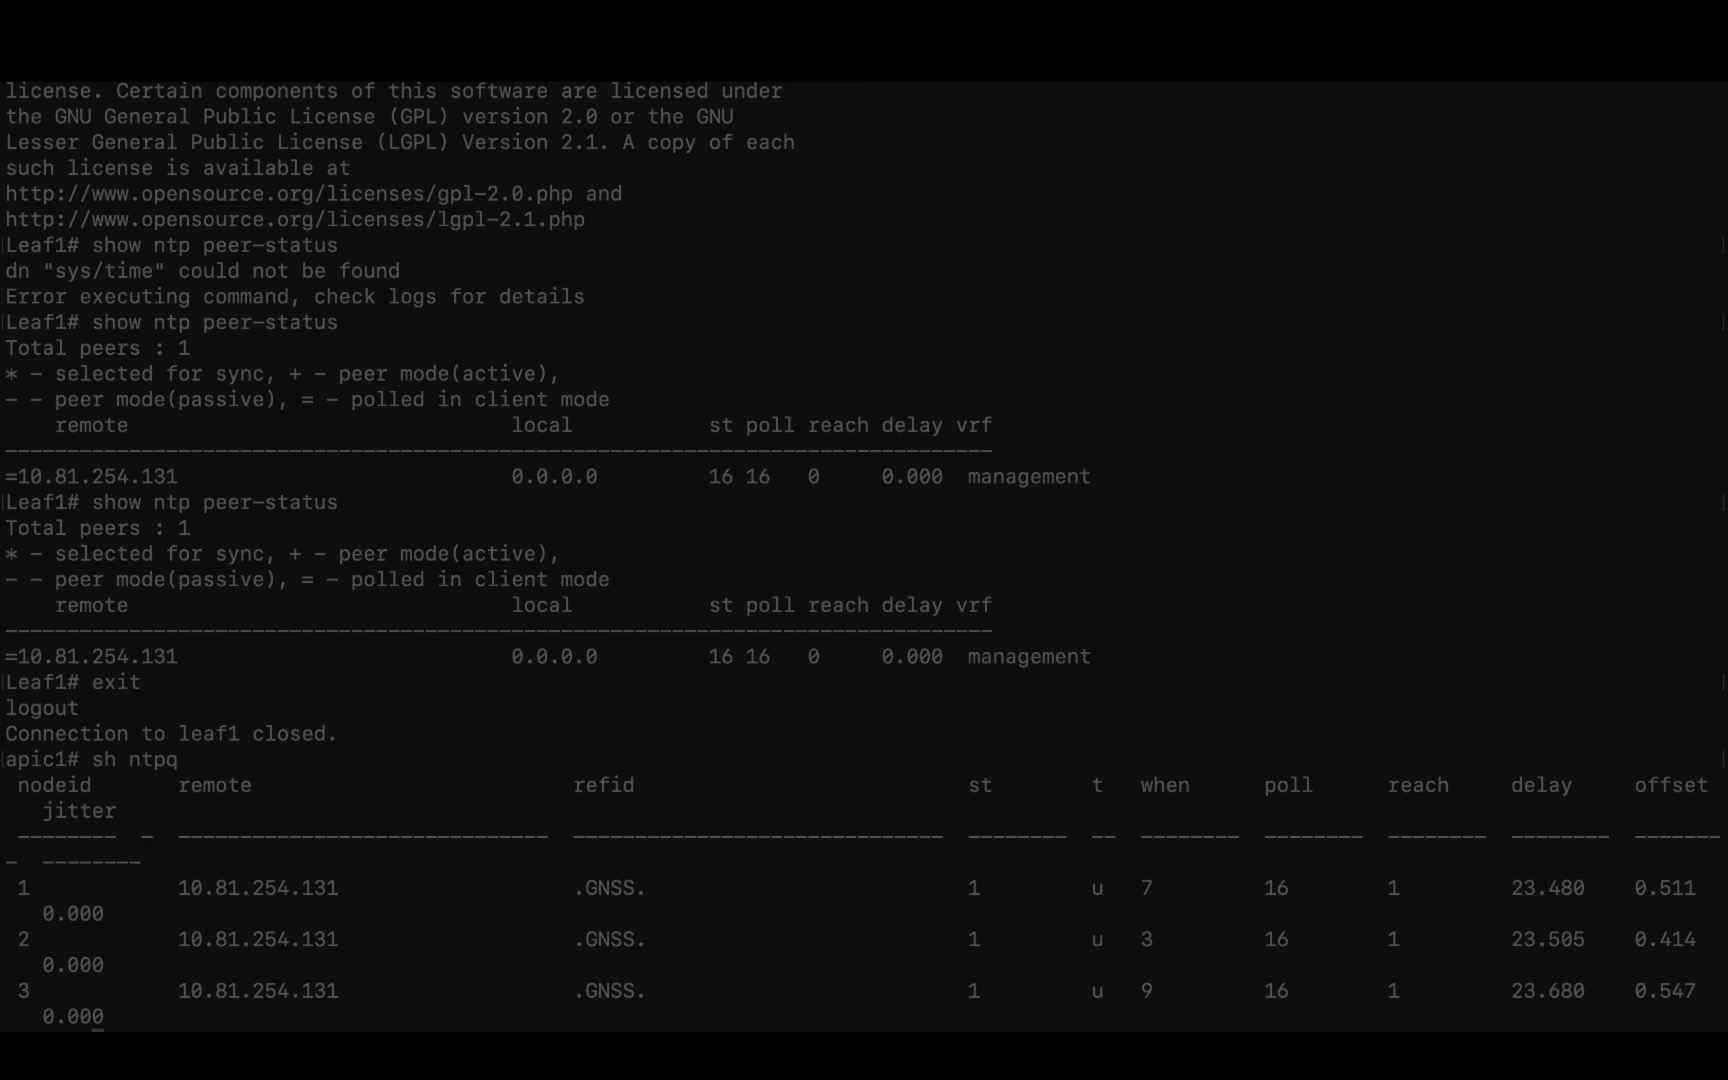 license. Certain components of this software are licensed under
the GNU General Public License (GPL) version 2.0 or the GNU
Lesser General Public License (LGPL) Version 2.1. A copy of each
such license is available at
http://www.opensource.org/licenses/gpl-2.0.php and
http://www.opensource.org/licenses/lgpl-2.1.php
Leaf1# show ntp peer-status
dn "sys/time" could not be found
Error executing command, check logs for details
Leaf1# show ntp peer-status
Total peers : 1
* - selected for sync, + - peer mode(active),
- - peer mode(passive), = - polled in client mode
remote local st poll reach delay vrf
--------------------------------------------------------------------------------
=10.81.254.131 0.0.0.0 16 16 0 0.000 management
Leaf1# show ntp peer-status
Total peers : 1
* - selected for sync, + - peer mode(active),
- - peer mode(passive), = - polled in client mode
remote local st poll reach delay vrf
--------------------------------------------------------------------------------
=10.81.254.131 0.0.0.0 16 16 0 0.000 management
Leaf1# exit
logout
Connection to leaf1 closed.
apic1# sh ntpq
nodeid remote refid st t when poll reach delay offset
jitter
-------- - ------------------------------ ------------------------------ -------- -- -------- -------- -------- -------- -------
- --------
1 10.81.254.131 .GNSS. 1 u 7 16 1 23.480 0.511
0.000
2 10.81.254.131 .GNSS. 1 u 3 16 1 23.505 0.414
0.000
3 10.81.254.131 .GNSS. 1 u 9 16 1 23.680 0.547
0.000